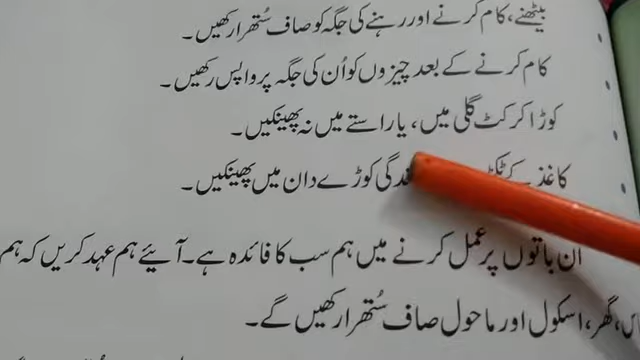 بیٹھنے، کام کرنے اور رہنے کی جگہ کو صاف سُتھرا رکھیں۔
کام کرنے کے بعد چیزوں کو اُن کی جگہ پر واپس رکھیں۔
کوڑا کرکٹ گلی میں، یا راستے میں نہ پھینکیں۔
کاغذ کے کوڑے دان میں پھینکیں۔
ان باتوں پر عمل کرنے میں ہم سب کا فائدہ ہے۔ آیئے ہم عہد کریں کہ ہم
گھر، اسکول اور ماحول صاف سُتھرا رکھیں گے۔